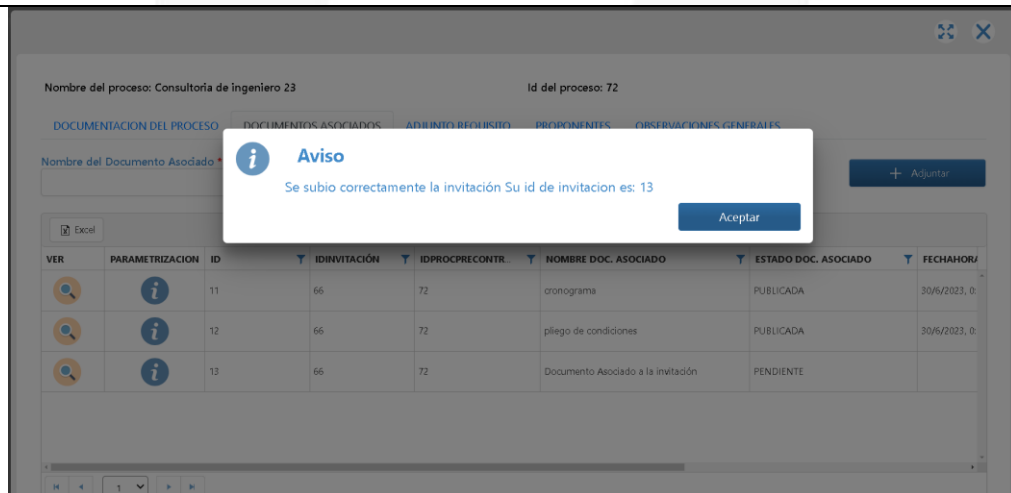 Nombre del proceso: Consultoria de ingeniero 23 Id del proceso: 72
DOCUMENTACION DEL PROCESO DOCUMENTOS ASOCIADOS ADJUNTO REQUISITO PROPONENTES OBSERVACIONES GENERALES
Aviso
Nombre del Documento Asociado *
Se subio correctamente la invitación Su id de invitacion es: 13
+ Adjuntar
Aceptar
Excel
VER PARAMETRIZACION ID IDINVITACIÓN IDPROCPRECONTR... NOMBRE DOC. ASOCIADO ESTADO DOC. ASOCIADO FECHAHORA
11 66 72 cronograma PUBLICADA 30/6/2023, 0:
12 66 72 pliego de condiciones PUBLICADA 30/6/2023, 0:
13 66 72 Documento Asociado a la invitación PENDIENTE
1